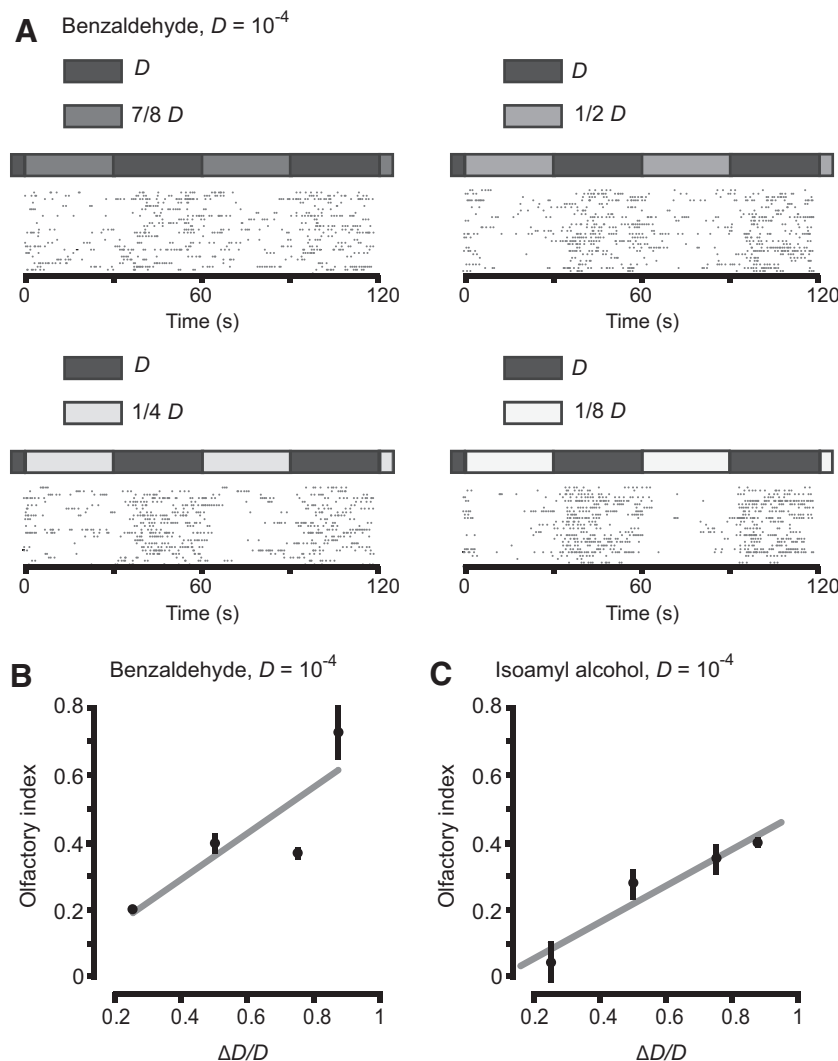 A Benzaldehyde, D = 10⁻⁴
D
7/8 D
0 60 120
Time (s)
D
1/2 D
0 60 120
Time (s)
D
1/4 D
0 60 120
Time (s)
D
1/8 D
0 60 120
Time (s)
B Benzaldehyde, D = 10⁻⁴
Olfactory index
0.8
0.6
0.4
0.2
0
0.2 0.4 0.6 0.8 1
ΔD/D
C Isoamyl alcohol, D = 10⁻⁴
Olfactory index
0.8
0.6
0.4
0.2
0
0.2 0.4 0.6 0.8 1
ΔD/D